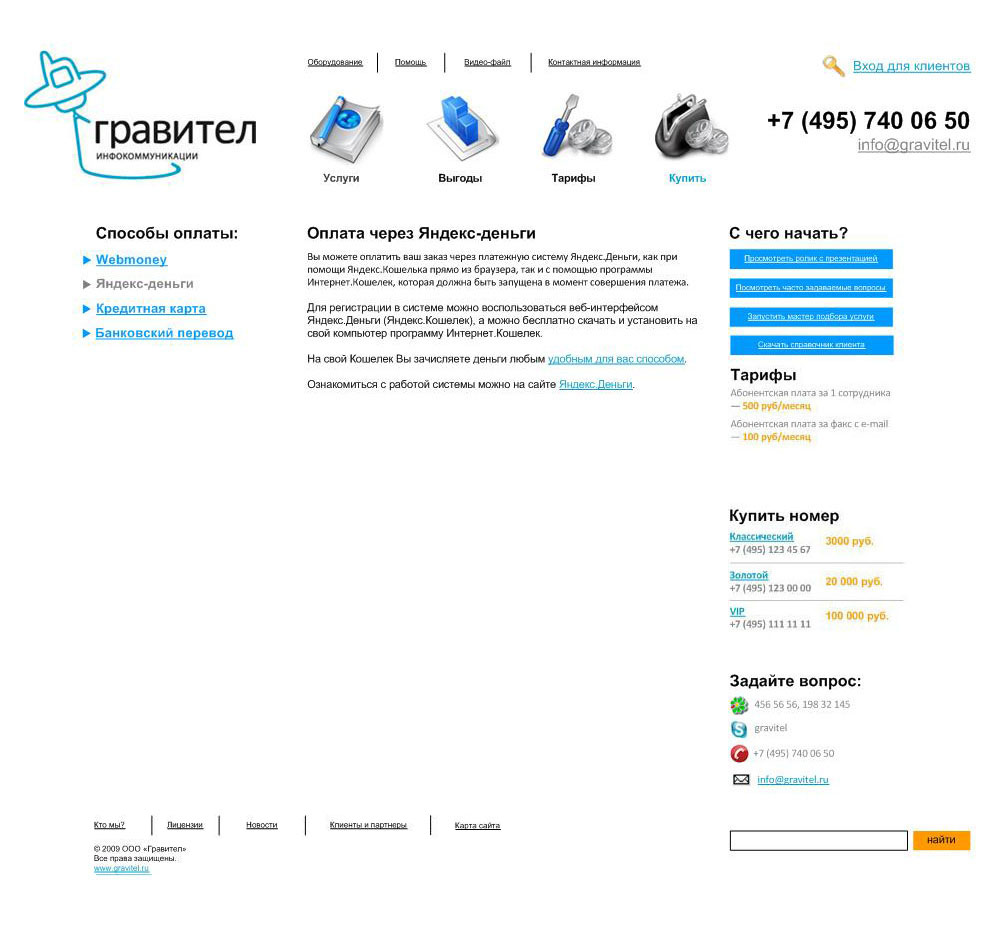 Оборудование
Помощь
Видео-файл
Контактная информация
Вход для клиентов
гравител
ИНФОКОММУНИКАЦИИ
+7 (495) 740 06 50
info@gravitel.ru
Услуги
Выгоды
Тарифы
Купить
Способы оплаты:
Webmoney
Яндекс-деньги
Кредитная карта
Банковский перевод
Оплата через Яндекс-деньги
Вы можете оплатить ваш заказ через платежную систему Яндекс.Деньги, как при
помощи Яндекс.Кошелька прямо из браузера, так и с помощью программы
Интернет.Кошелек, которая должна быть запущена в момент совершения платежа.
Для регистрации в системе можно воспользоваться веб-интерфейсом
Яндекс.Деньги (Яндекс.Кошелек), а можно бесплатно скачать и установить на
свой компьютер программу Интернет.Кошелек.
На свой Кошелек Вы зачисляете деньги любым удобным для вас способом.
Ознакомиться с работой системы можно на сайте Яндекс.Деньги.
С чего начать?
Просмотреть ролик с презентацией
Посмотреть часто задаваемые вопросы
Запустить мастер подбора услуги
Скачать справочник клиента
Тарифы
Абонентская плата за 1 сотрудника
— 500 руб/месяц
Абонентская плата за факс с e-mail
— 100 руб/месяц
Купить номер
Классический
+7 (495) 123 45 67
3000 руб.
Золотой
+7 (495) 123 00 00
20 000 руб.
VIP
+7 (495) 111 11 11
100 000 руб.
Задайте вопрос:
456 56 56, 198 32 145
gravitel
+7 (495) 740 06 50
info@gravitel.ru
найти
Кто мы?
Лицензии
Новости
Клиенты и партнеры
Карта сайта
© 2009 ООО «Гравител»
Все права защищены.
www.gravitel.ru